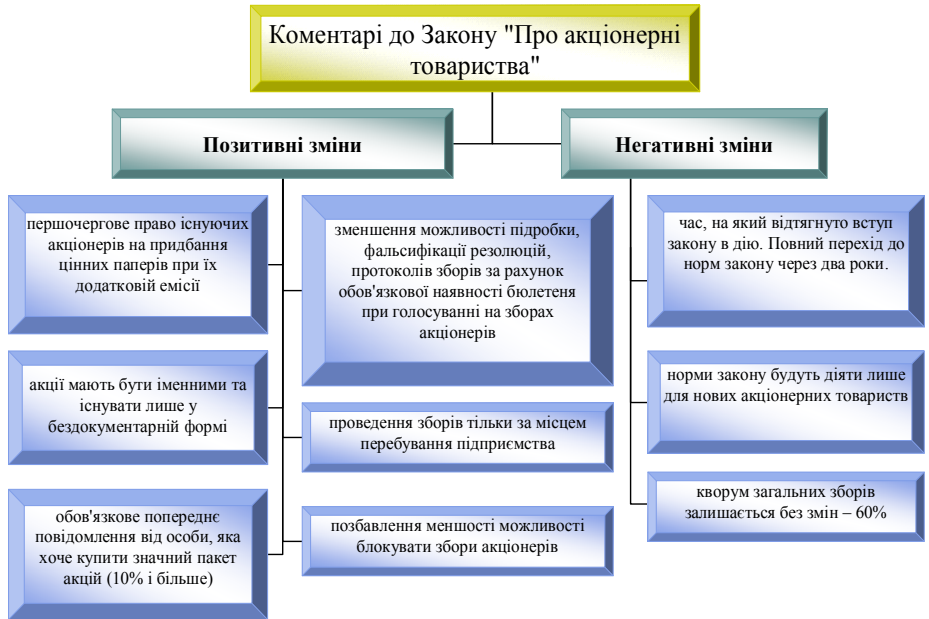 Коментарі до Закону "Про акціонерні
товариства"
Позитивні зміни
першочергове право існуючих
акціонерів на придбання
цінних паперів при їх
додатковій емісії
акції мають бути іменними та
існувати лише у
бездокументарній формі
обов'язкове попереднє
повідомлення від особи, яка
хоче купити значний пакет
акцій (10% і більше)
зменшення можливості підробки,
фальсифікації резолюцій,
протоколів зборів за рахунок
обов'язкової наявності бюлетеня
при голосуванні на зборах
акціонерів
проведення зборів тільки за місцем
перебування підприємства
позбавлення меншості можливості
блокувати збори акціонерів
Негативні зміни
час, на який відтягнуто вступ
закону в дію. Повний перехід до
норм закону через два роки.
норми закону будуть діяти лише
для нових акціонерних товариств
кворум загальних зборів
залишається без змін – 60%